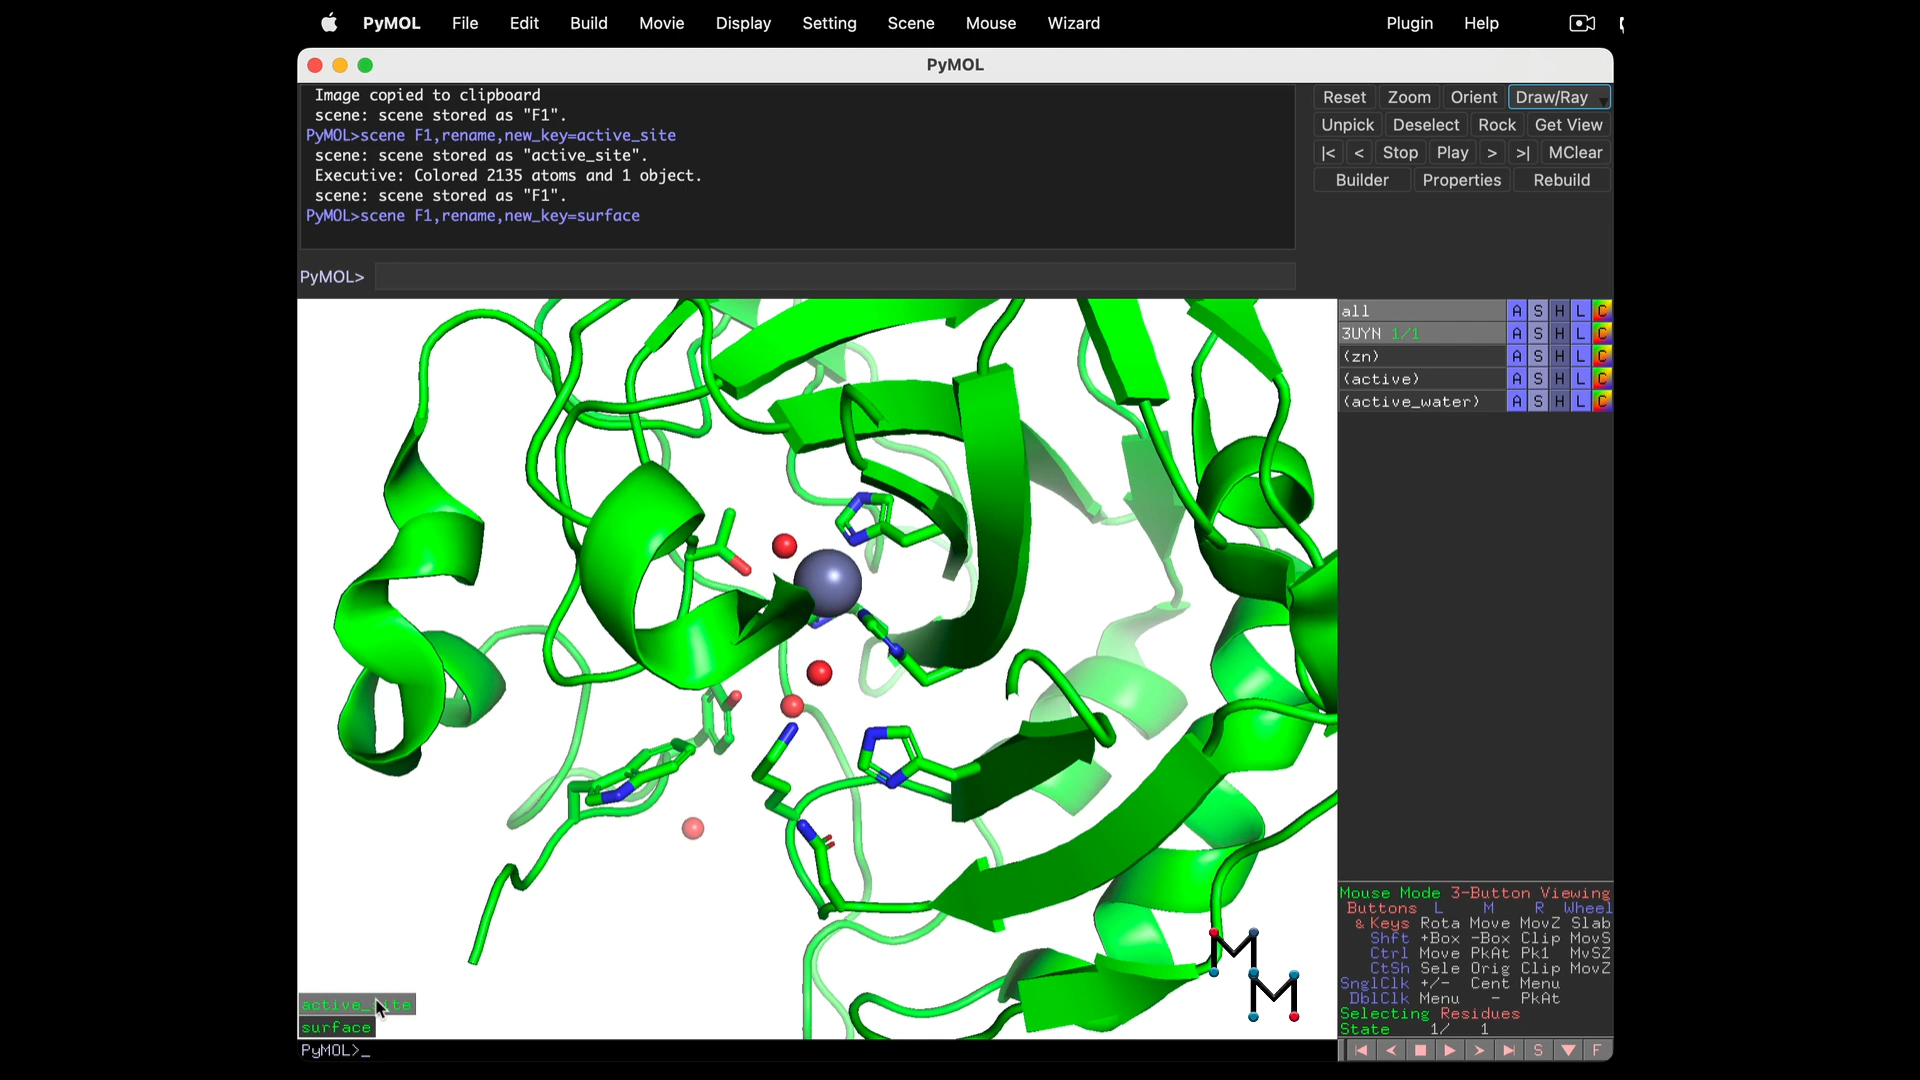 PyMOL File Edit Build Movie Display Setting Scene Mouse Wizard Plugin Help
PyMOL
Image copied to clipboard
scene: scene stored as "F1".
PyMOL>scene F1,rename,new_key=active_site
scene: scene stored as "active_site".
Executive: Colored 2135 atoms and 1 object.
scene: scene stored as "F1".
PyMOL>scene F1,rename,new_key=surface
PyMOL>
Reset Zoom Orient Draw/Ray
Unpick Deselect Rock Get View
|< < Stop Play > >| MClear
Builder Properties Rebuild
all A S H L C
3UYN 1/1 A S H L C
(zn) A S H L C
(active) A S H L C
(active_water) A S H L C
Mouse Mode 3-Button Viewing
Buttons L M R Wheel
& Keys Rota Move MovZ Slab
Shft +Box -Box Clip MovS
Ctrl Move PkAt Pk1 MvSZ
CtSh Sele Orig Clip MovZ
SnglClk +/- Cent Menu
DblClk Menu - PkAt
Selecting Residues
State 1/ 1
S F
active_site
surface
PyMOL>_